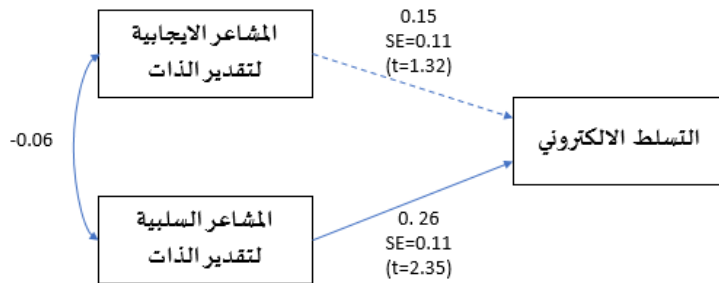 المشاعر الايجابية
لتقدير الذات
0.15
SE=0.11
(t=1.32)
التسلط الالكتروني
-0.06
المشاعر السلبية
لتقدير الذات
0. 26
SE=0.11
(t=2.35)